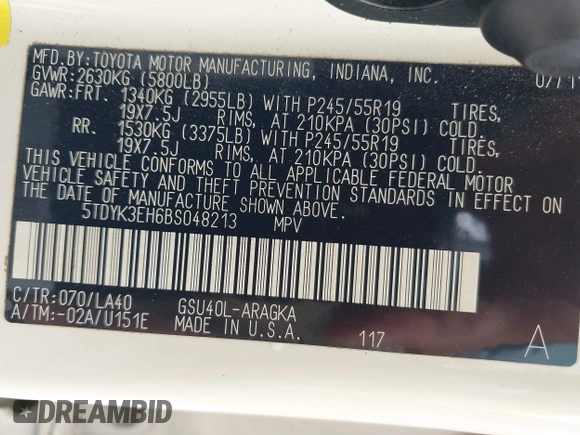 MFD.BY:TOYOTA MOTOR MANUFACTURING, INDIANA, INC. 07/1
GVWR:2630KG (5800LB)
GAWR:FRT. 1340KG (2955LB) WITH P245/55R19 TIRES,
19X7.5J RIMS, AT 210KPA (30PSI) COLD.
RR. 1530KG (3375LB) WITH P245/55R19 TIRES,
19X7.5J RIMS, AT 210KPA (30PSI) COLD.
THIS VEHICLE CONFORMS TO ALL APPLICABLE FEDERAL MOTOR
VEHICLE SAFETY AND THEFT PREVENTION STANDARDS IN EFFECT ON
THE DATE OF MANUFACTURE SHOWN ABOVE.
5TDYK3EH6BS048213 MPV
C/TR:070/LA40 GSU40L-ARAGKA
A/TM:-02A/U151E MADE IN U.S.A. 117 A
DREAMBID